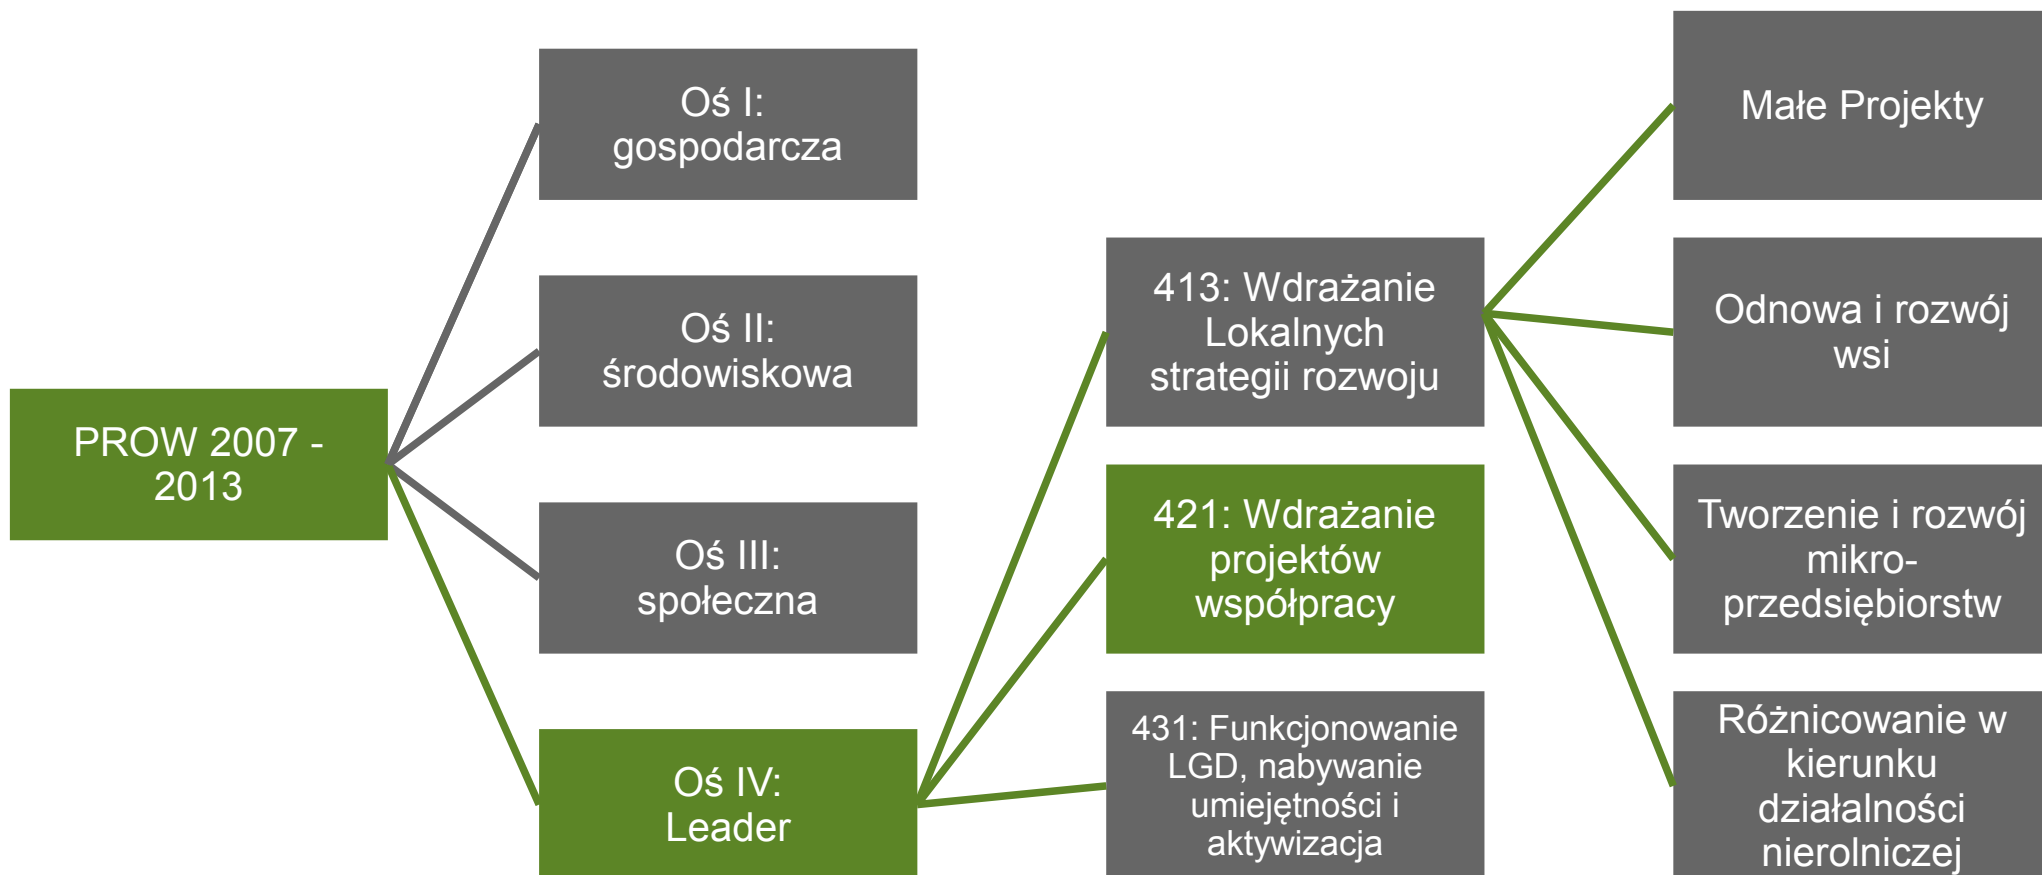 PROW 2007 -
2013
Oś I:
gospodarcza
Oś II:
środowiskowa
Oś III:
społeczna
Oś IV:
Leader
413: Wdrażanie
Lokalnych
strategii rozwoju
421: Wdrażanie
projektów
współpracy
431: Funkcjonowanie
LGD, nabywanie
umiejętności i
aktywizacja
Małe Projekty
Odnowa i rozwój
wsi
Tworzenie i rozwój
mikro-
przedsiębiorstw
Różnicowanie w
kierunku
działalności
nierolniczej